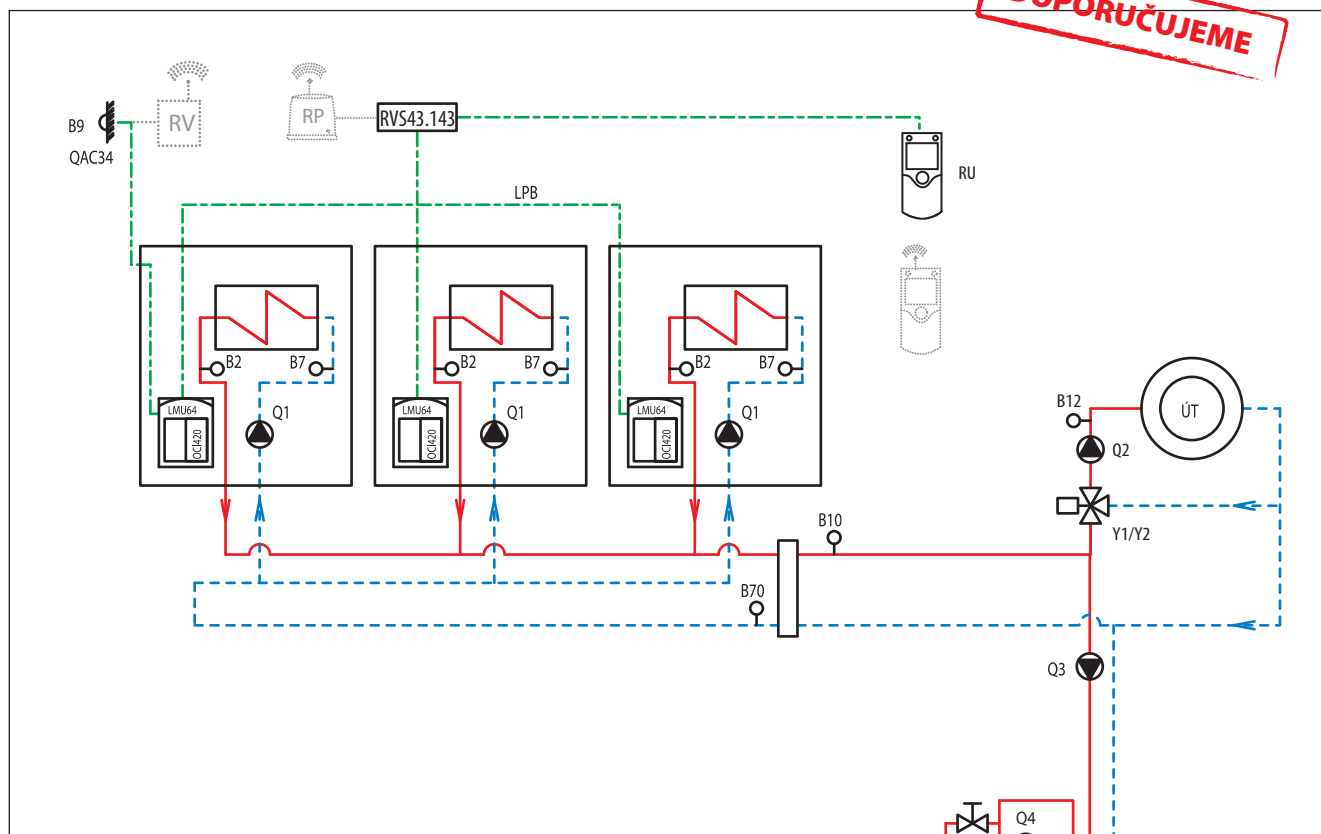 DOPORUČUJEME
B9
QAC34
RV
RP
RVS43.143
RU
LPB
B2
B7
Q1
LMU64
OCI420
B2
B7
Q1
LMU64
OCI420
B2
B7
Q1
LMU64
OCI420
B12
ÚT
Q2
Y1/Y2
B10
B70
Q3
Q4